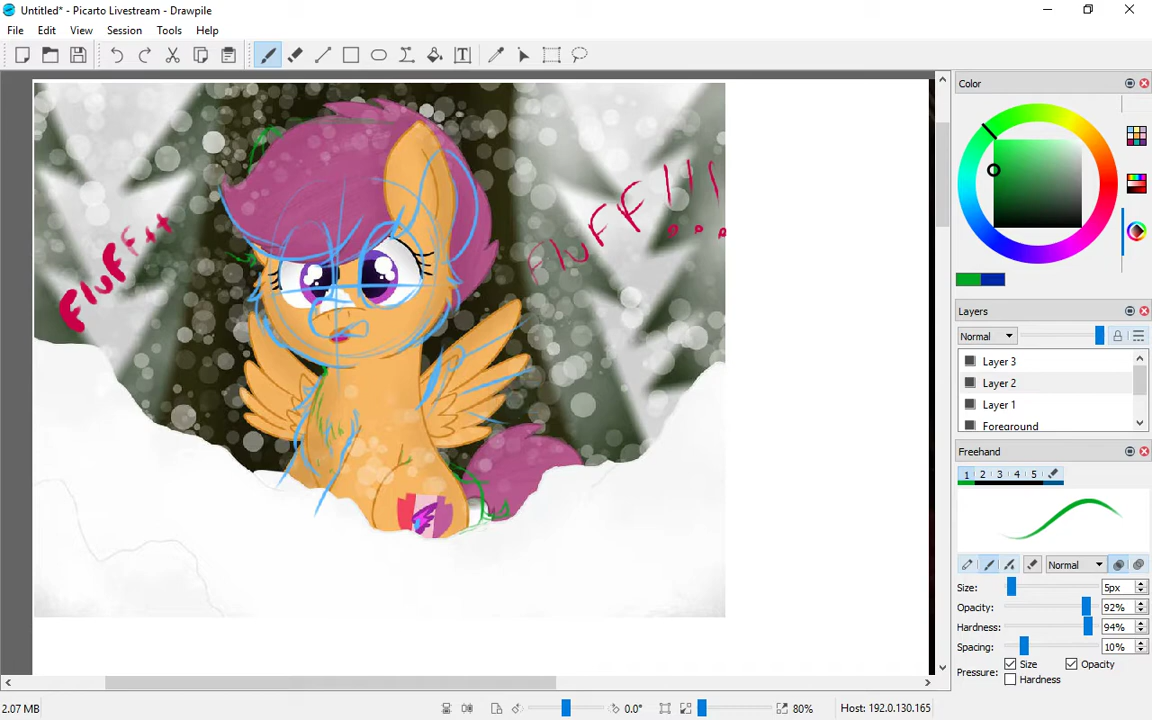 Untitled* - Picarto Livestream - Drawpile
File Edit View Session Tools Help
Color
FluFF!!!
...
Layers
Normal
Layer 3
Layer 2
Layer 1
Foreground
Freehand
1 2 3 4 5
Normal
Size: 5px
Opacity: 92%
Hardness: 94%
Spacing: 10%
Pressure: Size Opacity
Hardness
2.07 MB
0.0°
80%
Host: 192.0.130.165